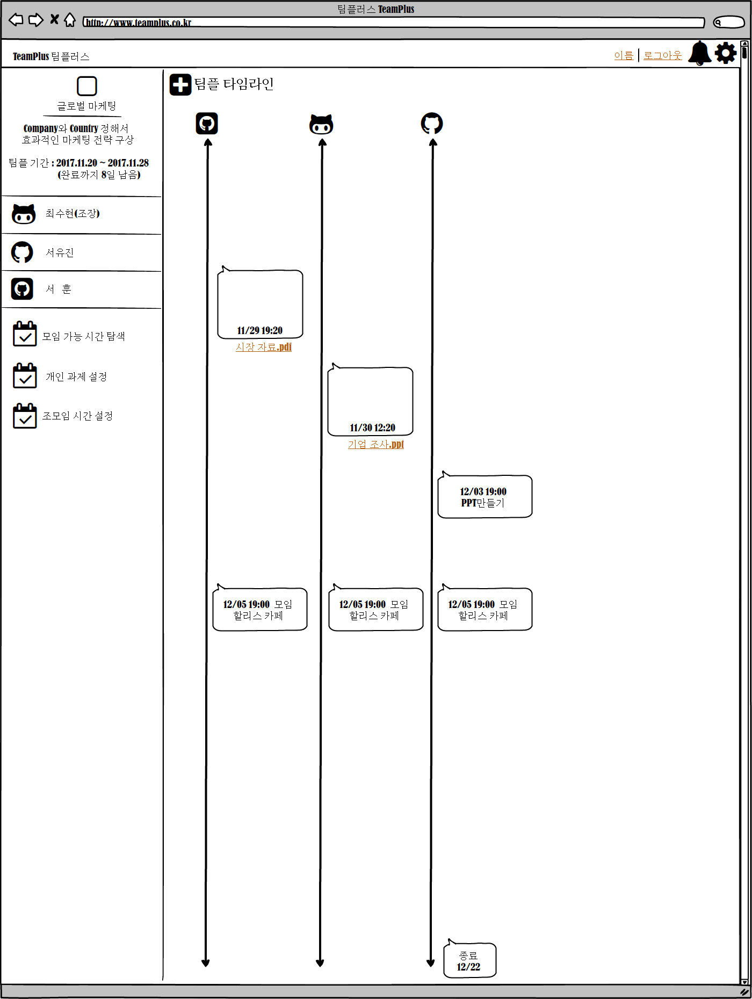 팀플러스 TeamPlus
http://www.teamplus.co.kr
TeamPlus 팀플러스
이름 | 로그아웃
글로벌 마케팅
Company와 Country 정해서
효과적인 마케팅 전략 구상
팀플 기간 : 2017.11.20 ~ 2017.11.28
(완료까지 8일 남음)
최수현(조장)
서유진
서 훈
모임 가능 시간 탐색
개인 과제 설정
조모임 시간 설정
팀플 타임라인
11/29 19:20
시장 자료.pdf
11/30 12:20
기업 조사.ppt
12/03 19:00
PPT만들기
12/05 19:00 모임
할리스 카페
12/05 19:00 모임
할리스 카페
12/05 19:00 모임
할리스 카페
종료
12/22